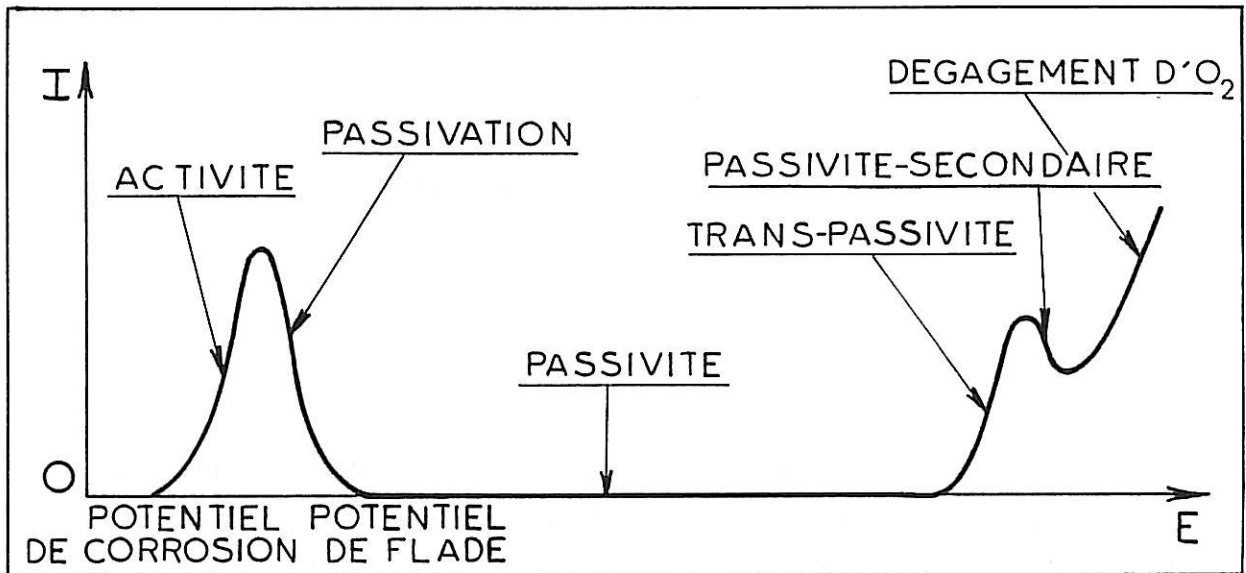 I
DEGAGEMENT D'O₂
PASSIVATION
PASSIVITE-SECONDAIRE
ACTIVITE
TRANS-PASSIVITE
PASSIVITE
O
POTENTIEL
DE CORROSION
POTENTIEL
DE FLADE
E